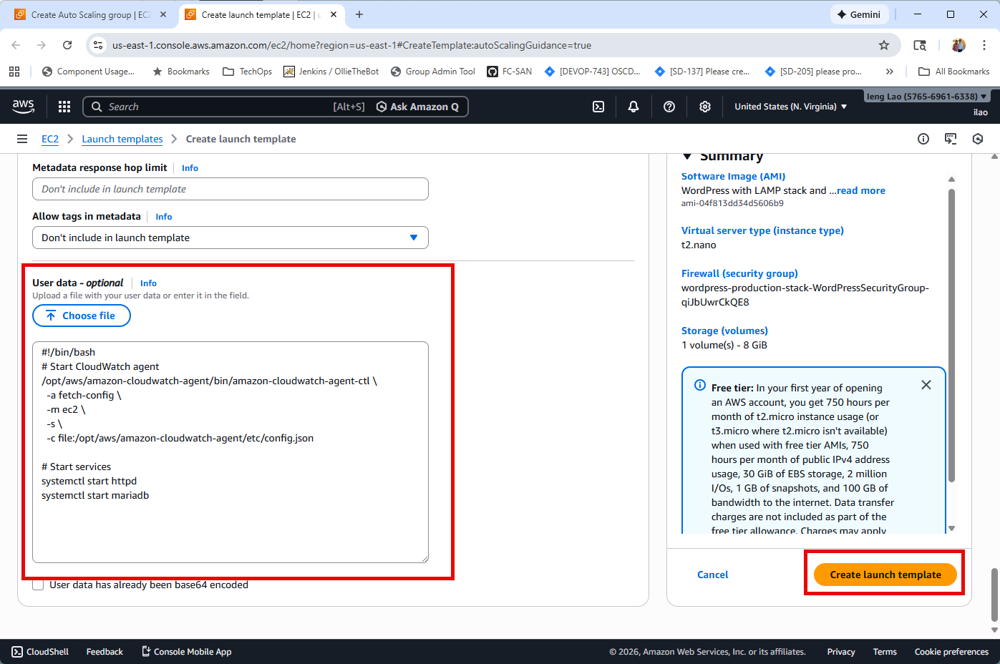 Create Auto Scaling group | EC2
Create launch template | EC2 | u
Gemini
us-east-1.console.aws.amazon.com/ec2/home?region=us-east-1#CreateTemplate:autoScalingGuidance=true
Component Usage...
Bookmarks
TechOps
Jenkins / OllieTheBot
Group Admin Tool
FC-SAN
[DEVOP-743] OSCD...
[SD-137] Please cre...
[SD-205] please pro...
All Bookmarks
aws
Search
[Alt+S]
Ask Amazon Q
United States (N. Virginia)
Ieng Lao (5765-6961-6338)
ilao
EC2
Launch templates
Create launch template
Metadata response hop limit
Info
Don't include in launch template
Allow tags in metadata
Info
Don't include in launch template
User data - optional
Info
Upload a file with your user data or enter it in the field.
Choose file
#!/bin/bash
# Start CloudWatch agent
/opt/aws/amazon-cloudwatch-agent/bin/amazon-cloudwatch-agent-ctl \
-a fetch-config \
-m ec2 \
-s \
-c file:/opt/aws/amazon-cloudwatch-agent/etc/config.json
# Start services
systemctl start httpd
systemctl start mariadb
User data has already been base64 encoded
Summary
Software Image (AMI)
WordPress with LAMP stack and ...read more
ami-04f813dd34d5606b9
Virtual server type (instance type)
t2.nano
Firewall (security group)
wordpress-production-stack-WordPressSecurityGroup-
qiJbUwrCkQE8
Storage (volumes)
1 volume(s) - 8 GiB
Free tier: In your first year of opening
an AWS account, you get 750 hours per
month of t2.micro instance usage (or
t3.micro where t2.micro isn't available)
when used with free tier AMIs, 750
hours per month of public IPv4 address
usage, 30 GiB of EBS storage, 2 million
I/Os, 1 GB of snapshots, and 100 GB of
bandwidth to the internet. Data transfer
charges are not included as part of the
free tier allowance. Charges may apply
Cancel
Create launch template
CloudShell
Feedback
Console Mobile App
© 2026, Amazon Web Services, Inc. or its affiliates.
Privacy
Terms
Cookie preferences